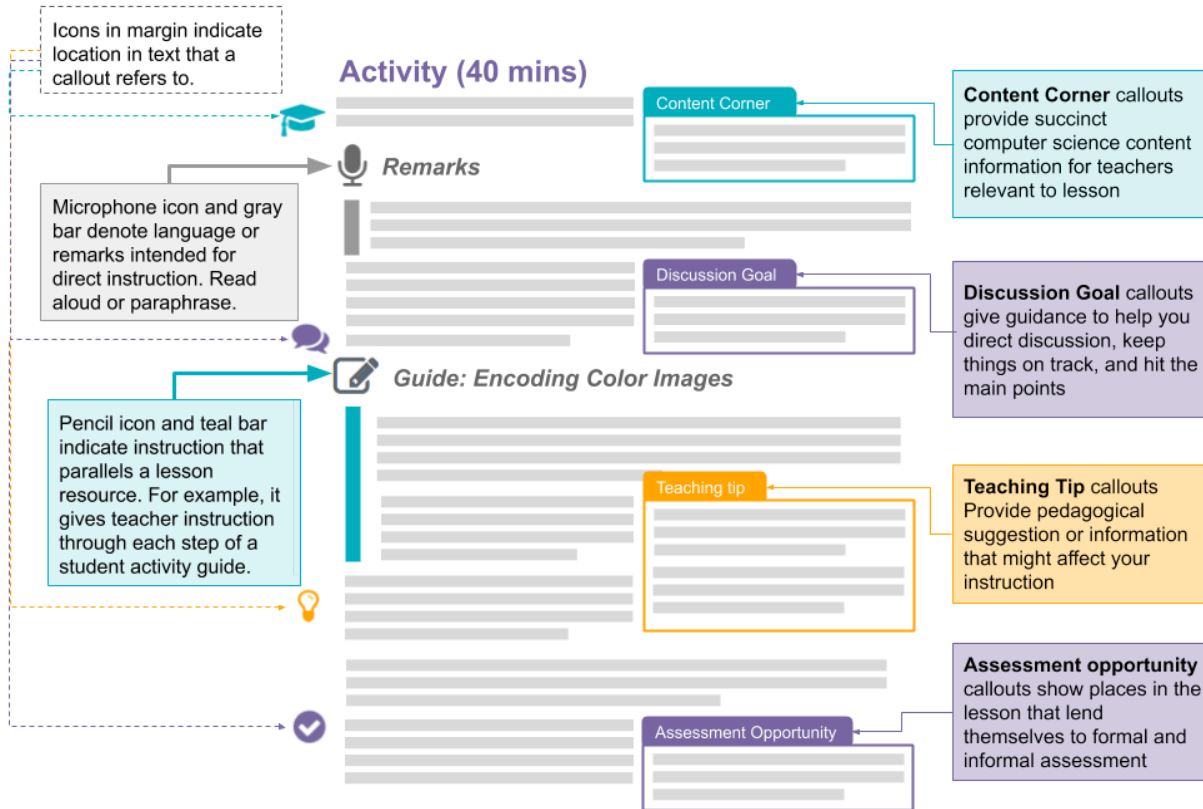 Icons in margin indicate
location in text that a
callout refers to.
Activity (40 mins)
Content Corner
Content Corner callouts
provide succinct
computer science content
information for teachers
relevant to lesson
Remarks
Microphone icon and gray
bar denote language or
remarks intended for
direct instruction. Read
aloud or paraphrase.
Discussion Goal
Discussion Goal callouts
give guidance to help you
direct discussion, keep
things on track, and hit the
main points
Guide: Encoding Color Images
Pencil icon and teal bar
indicate instruction that
parallels a lesson
resource. For example, it
gives teacher instruction
through each step of a
student activity guide.
Teaching tip
Teaching Tip callouts
Provide pedagogical
suggestion or information
that might affect your
instruction
Assessment Opportunity
Assessment opportunity
callouts show places in the
lesson that lend
themselves to formal and
informal assessment